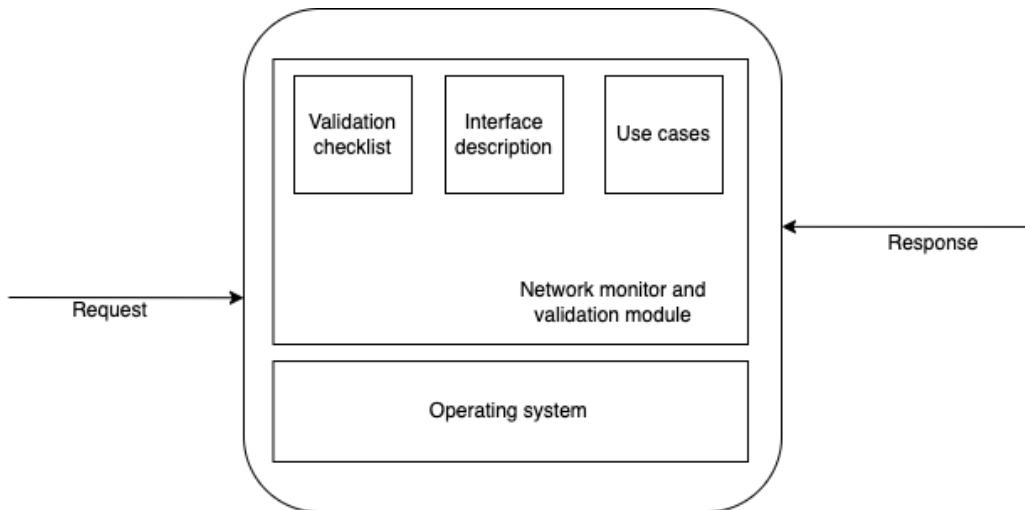 Validation
checklist
Interface
description
Use cases
Response
Request
Network monitor and
validation module
Operating system